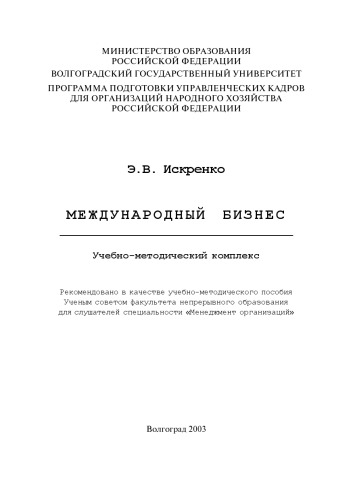 МИНИСТЕРСТВО ОБРАЗОВАНИЯ
РОССИЙСКОЙ ФЕДЕРАЦИИ
ВОЛГОГРАДСКИЙ ГОСУДАРСТВЕННЫЙ УНИВЕРСИТЕТ
ПРОГРАММА ПОДГОТОВКИ УПРАВЛЕНЧЕСКИХ КАДРОВ
ДЛЯ ОРГАНИЗАЦИЙ НАРОДНОГО ХОЗЯЙСТВА
РОССИЙСКОЙ ФЕДЕРАЦИИ
Э.В. Искренко
МЕЖДУНАРОДНЫЙ БИЗНЕС
Учебно-методический комплекс
Рекомендовано в качестве учебно-методического пособия
Ученым советом факультета непрерывного образования
для слушателей специальности «Менеджмент организаций»
Волгоград 2003